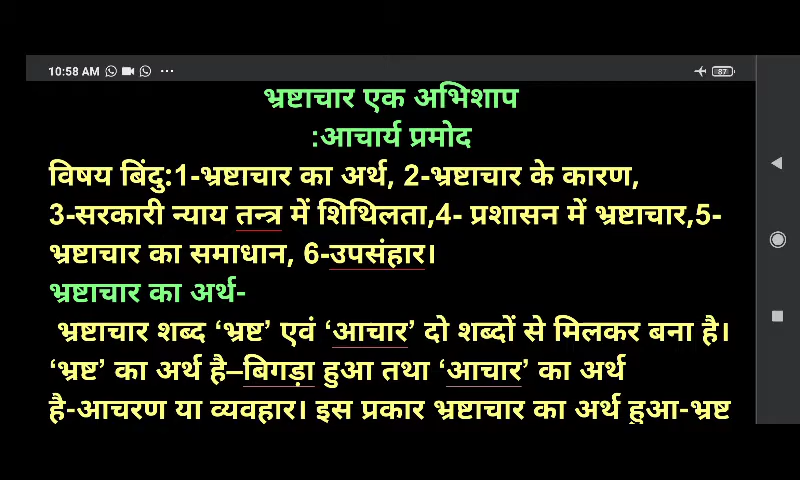 10:58 AM
87
भ्रष्टाचार एक अभिशाप
:आचार्य प्रमोद
विषय बिंदु:1-भ्रष्टाचार का अर्थ, 2-भ्रष्टाचार के कारण,
3-सरकारी न्याय तन्त्र में शिथिलता,4- प्रशासन में भ्रष्टाचार,5-
भ्रष्टाचार का समाधान, 6-उपसंहार।
भ्रष्टाचार का अर्थ-
भ्रष्टाचार शब्द ‘भ्रष्ट’ एवं ‘आचार’ दो शब्दों से मिलकर बना है।
‘भ्रष्ट’ का अर्थ है–बिगड़ा हुआ तथा ‘आचार’ का अर्थ
है-आचरण या व्यवहार। इस प्रकार भ्रष्टाचार का अर्थ हुआ-भ्रष्ट